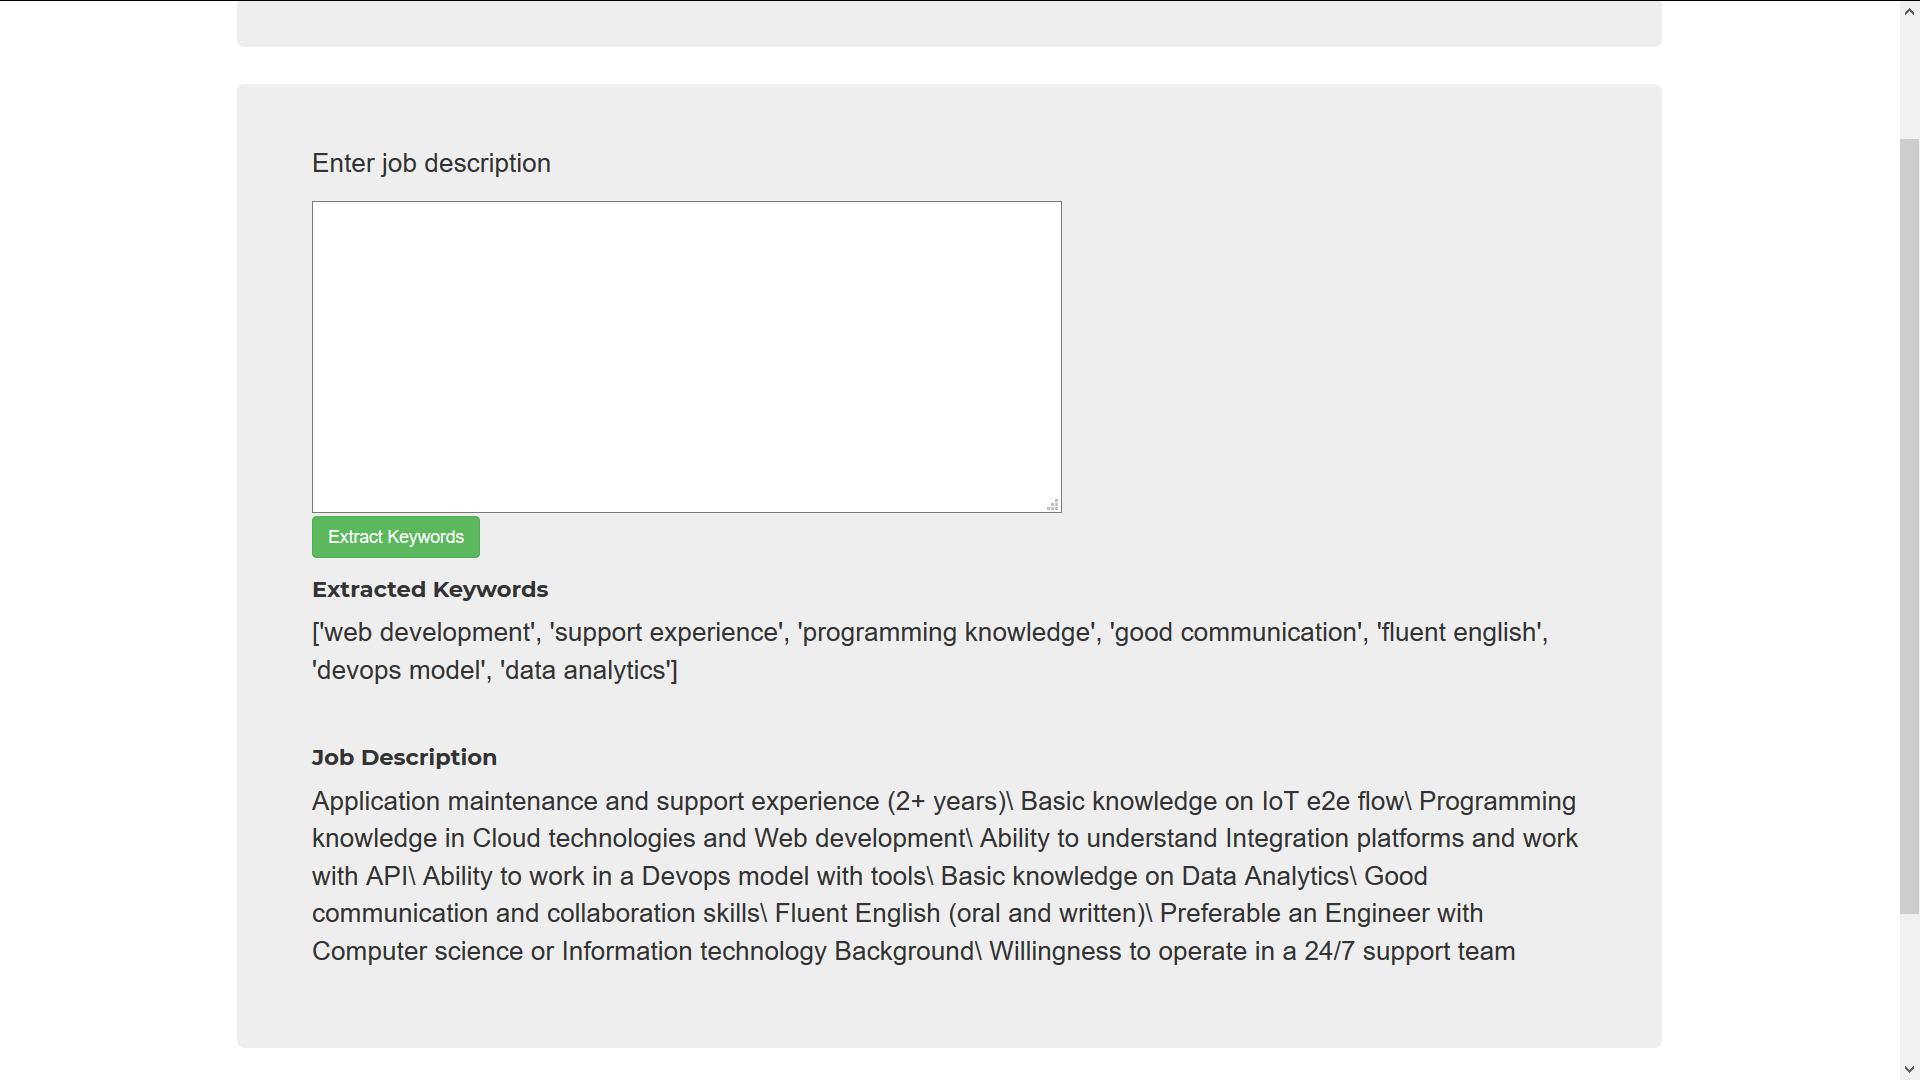 Enter job description
Extract Keywords
Extracted Keywords
['web development', 'support experience', 'programming knowledge', 'good communication', 'fluent english',
'devops model', 'data analytics']
Job Description
Application maintenance and support experience (2+ years)\ Basic knowledge on IoT e2e flow\ Programming
knowledge in Cloud technologies and Web development\ Ability to understand Integration platforms and work
with API\ Ability to work in a Devops model with tools\ Basic knowledge on Data Analytics\ Good
communication and collaboration skills\ Fluent English (oral and written)\ Preferable an Engineer with
Computer science or Information technology Background\ Willingness to operate in a 24/7 support team